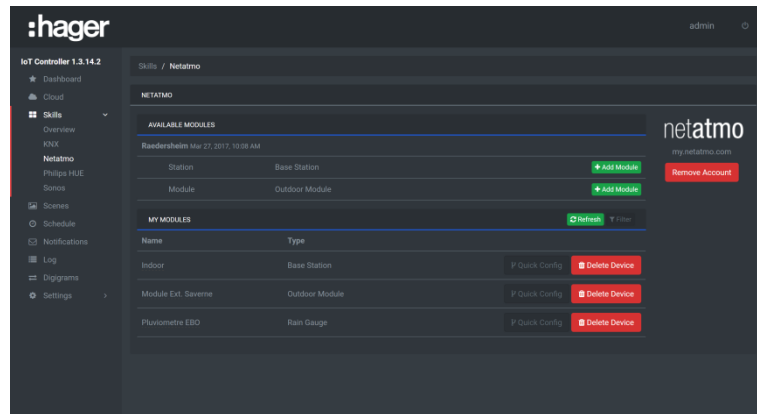 :hager
admin
IoT Controller 1.3.14.2
Dashboard
Cloud
Skills
Overview
KNX
Netatmo
Philips HUE
Sonos
Scenes
Schedule
Notifications
Log
Digigrams
Settings
Skills / Netatmo
NETATMO
AVAILABLE MODULES
Raedersheim Mar 27, 2017, 10:08 AM
Station Base Station + Add Module
Module Outdoor Module + Add Module
MY MODULES Refresh Filter
Name Type
Indoor Base Station Quick Config Delete Device
Module Ext. Saverne Outdoor Module Quick Config Delete Device
Pluviometre EBO Rain Gauge Quick Config Delete Device
netatmo
my.netatmo.com
Remove Account